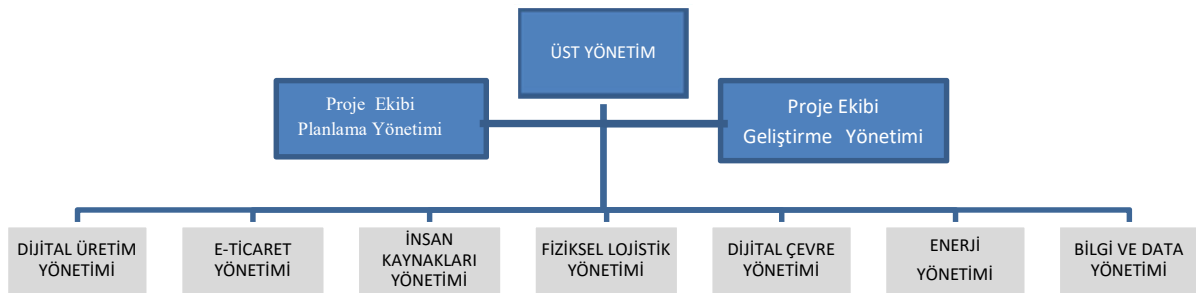 ÜST YÖNETİM
Proje Ekibi
Planlama Yönetimi
Proje Ekibi
Geliştirme Yönetimi
DİJİTAL ÜRETİM
YÖNETİMİ
E-TİCARET
YÖNETİMİ
İNSAN
KAYNAKLARI
YÖNETİMİ
FİZİKSEL LOJİSTİK
YÖNETİMİ
DİJİTAL ÇEVRE
YÖNETİMİ
ENERJİ
YÖNETİMİ
BİLGİ VE DATA
YÖNETİMİ